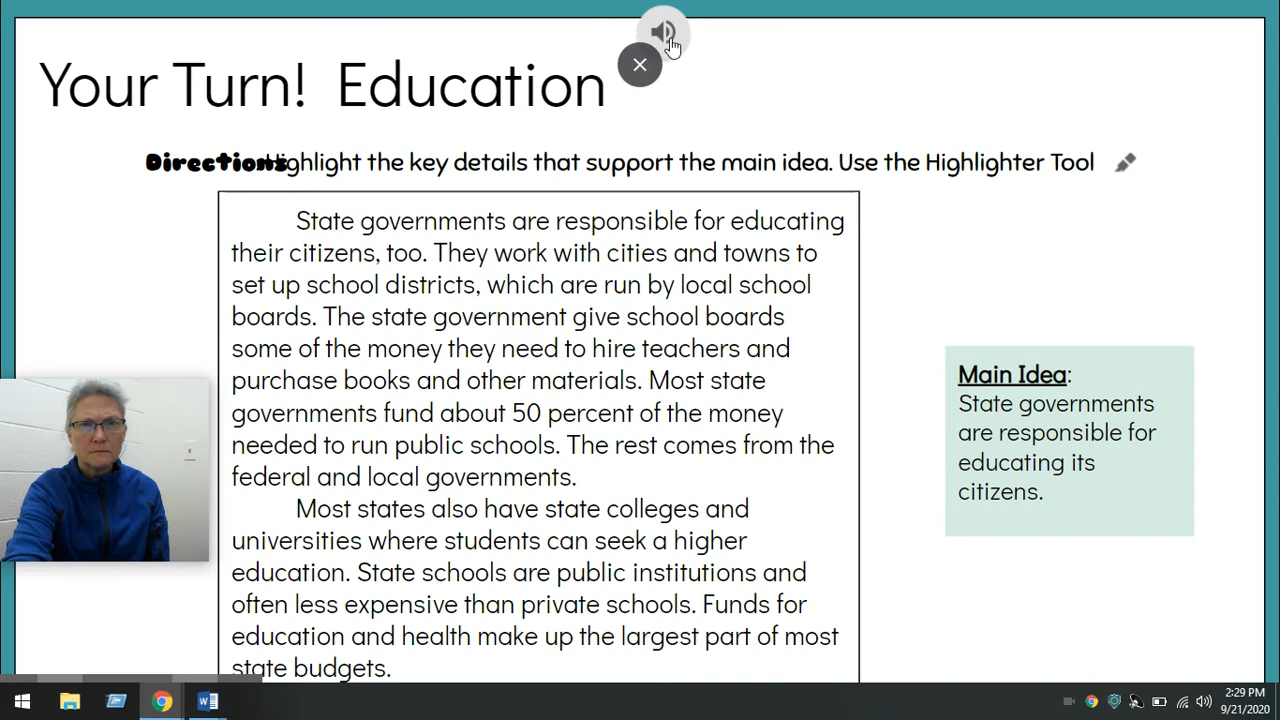 Your Turn! Education
Directions Highlight the key details that support the main idea. Use the Highlighter Tool
State governments are responsible for educating
their citizens, too. They work with cities and towns to
set up school districts, which are run by local school
boards. The state government give school boards
some of the money they need to hire teachers and
purchase books and other materials. Most state
governments fund about 50 percent of the money
needed to run public schools. The rest comes from the
federal and local governments.
Most states also have state colleges and
universities where students can seek a higher
education. State schools are public institutions and
often less expensive than private schools. Funds for
education and health make up the largest part of most
state budgets.
Main Idea:
State governments
are responsible for
educating its
citizens.
2:29 PM
9/21/2020